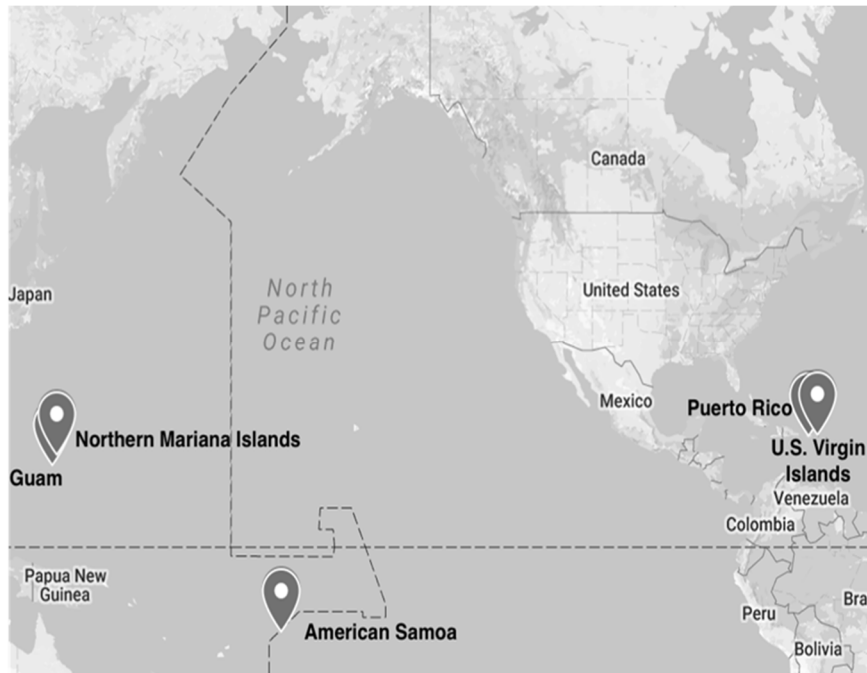 Canada
North
Pacific
Ocean
Japan
United States
Mexico
Puerto Rico
Northern Mariana Islands
Guam
U.S. Virgin
Islands
Venezuela
Colombia
Papua New
Guinea
Bra
Peru
American Samoa
Bolivia